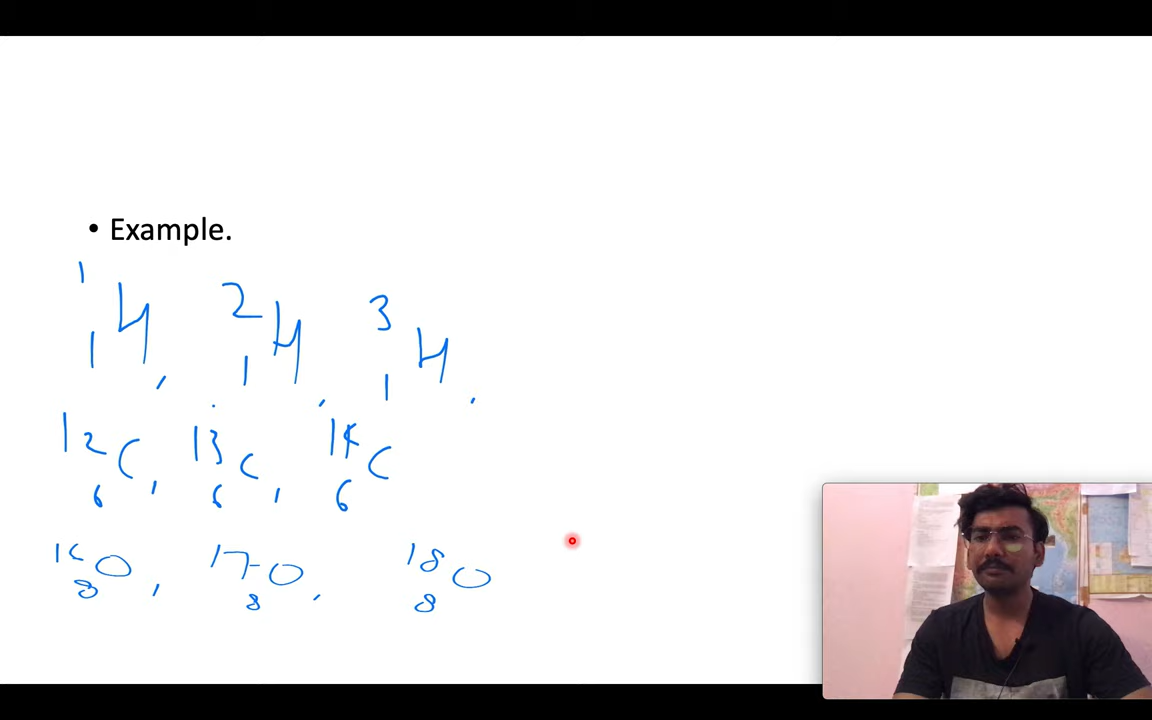 • Example.
¹₁H, ²₁H, ³₁H.
¹²₆C, ¹³₆C, ¹⁴₆C
¹⁶₈O, ¹⁷₈O, ¹⁸₈O